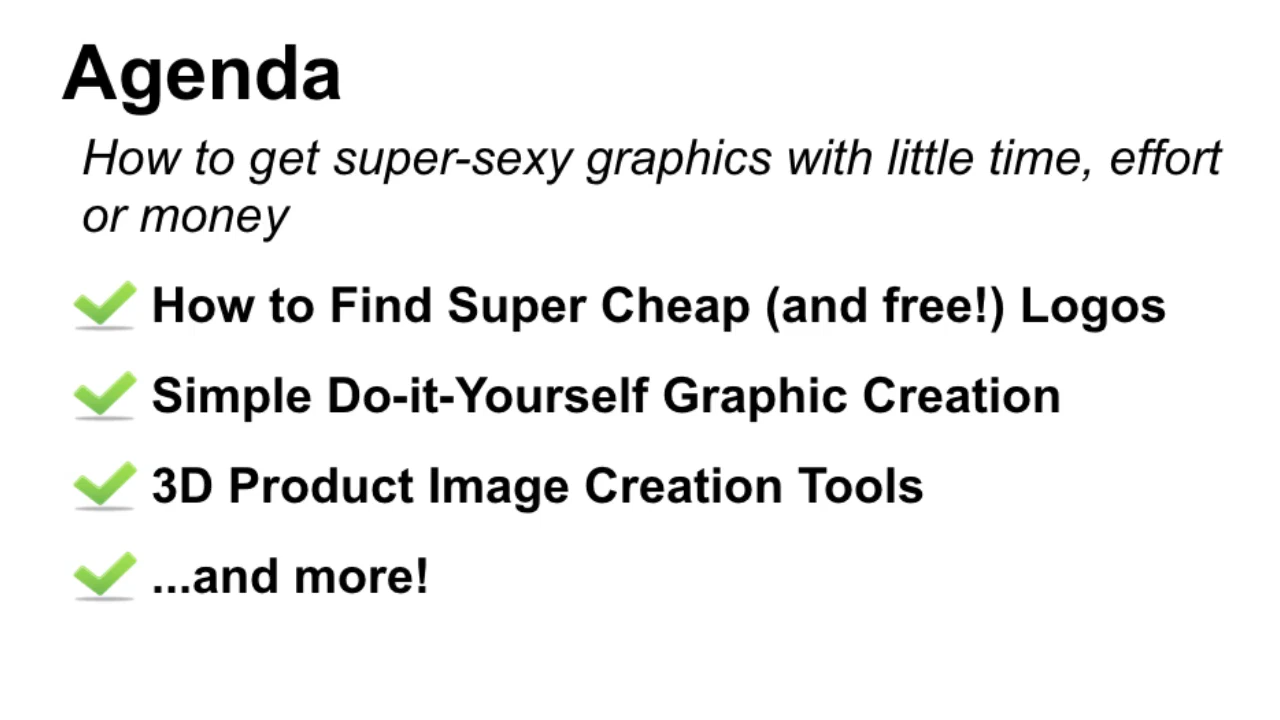 Agenda
How to get super-sexy graphics with little time, effort
or money
How to Find Super Cheap (and free!) Logos
Simple Do-it-Yourself Graphic Creation
3D Product Image Creation Tools
...and more!